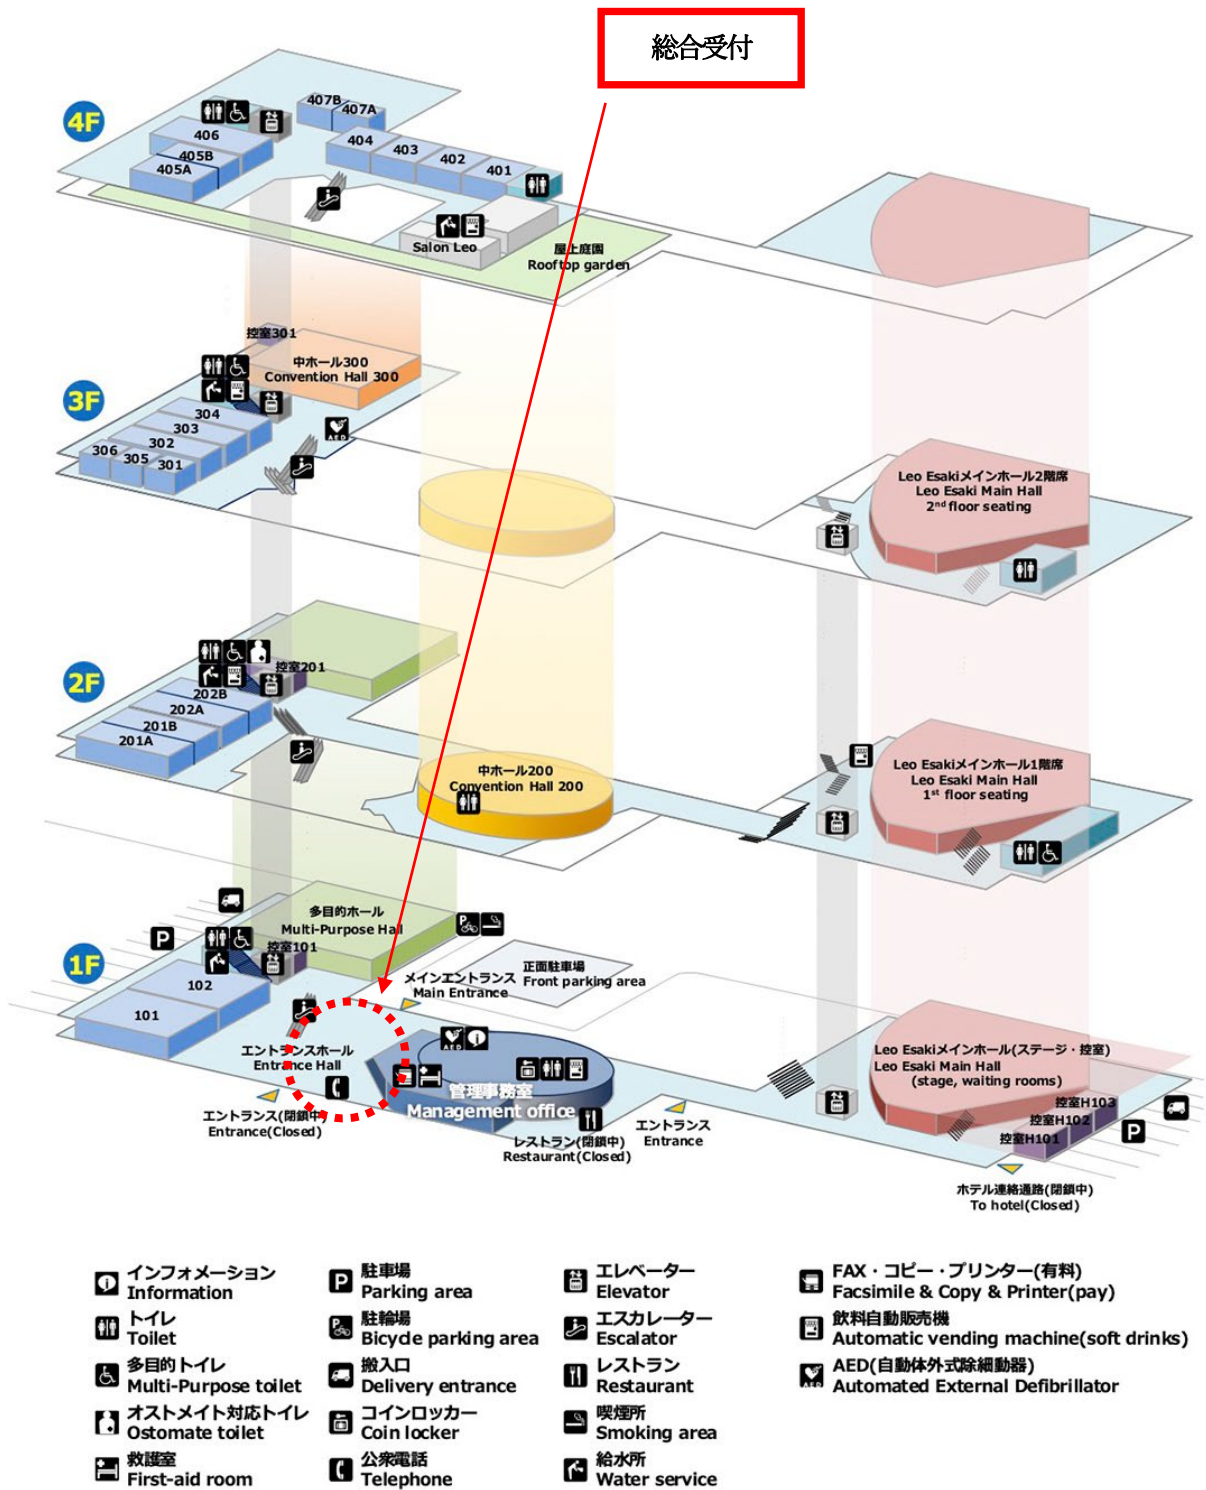 総合受付
4F
407B
407A
406
405B
405A
404
403
402
401
Salon Leo
屋上庭園
Rooftop garden
控室301
中ホール300
Convention Hall 300
3F
304
303
302
306
305
301
AED
Leo Esakiメインホール2階席
Leo Esaki Main Hall
2nd floor seating
控室201
2F
202B
202A
201B
201A
中ホール200
Convention Hall 200
Leo Esakiメインホール1階席
Leo Esaki Main Hall
1st floor seating
多目的ホール
Multi-Purpose Hall
P
P
控室101
1F
102
101
メインエントランス
Main Entrance
正面駐車場
Front parking area
エントランスホール
Entrance Hall
AED
管理事務室
Management office
エントランス(閉鎖中)
Entrance(Closed)
レストラン(閉鎖中)
Restaurant(Closed)
エントランス
Entrance
Leo Esakiメインホール(ステージ・控室)
Leo Esaki Main Hall
(stage, waiting rooms)
控室H103
控室H102
控室H101
P
ホテル連絡通路(閉鎖中)
To hotel(Closed)
インフォメーション
Information
トイレ
Toilet
多目的トイレ
Multi-Purpose toilet
オストメイト対応トイレ
Ostomate toilet
救護室
First-aid room
P
駐車場
Parking area
P
駐輪場
Bicycle parking area
搬入口
Delivery entrance
コインロッカー
Coin locker
公衆電話
Telephone
エレベーター
Elevator
エスカレーター
Escalator
レストラン
Restaurant
喫煙所
Smoking area
給水所
Water service
FAX・コピー・プリンター(有料)
Facsimile & Copy & Printer(pay)
飲料自動販売機
Automatic vending machine(soft drinks)
AED
AED(自動体外式除細動器)
Automated External Defibrillator